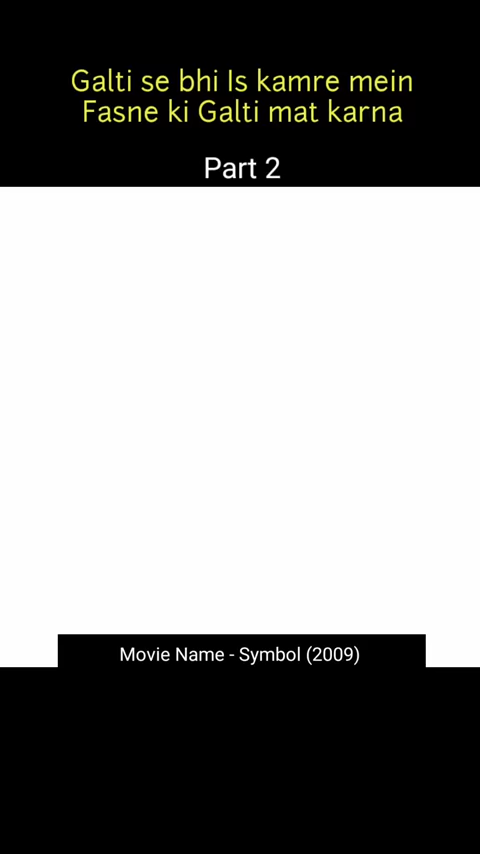 Galti se bhi Is kamre mein
Fasne ki Galti mat karna
Part 2
Movie Name - Symbol (2009)